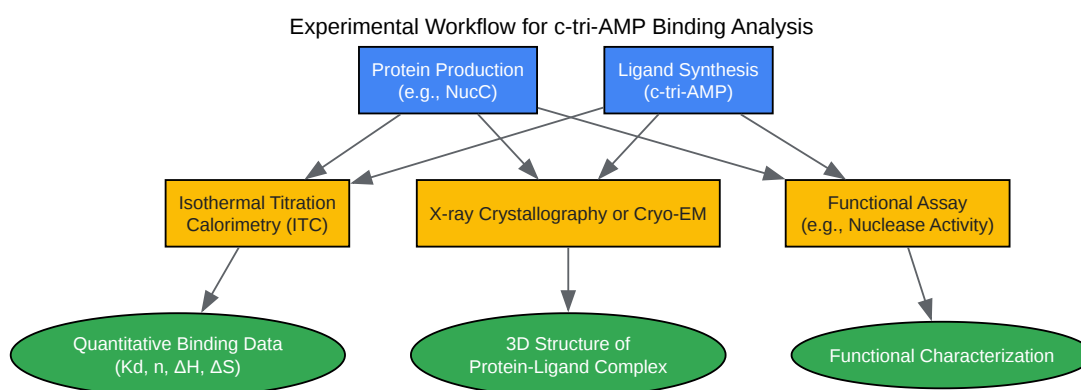 Experimental Workflow for c-tri-AMP Binding Analysis
Protein Production
(e.g., NucC)
Ligand Synthesis
(c-tri-AMP)
Isothermal Titration
Calorimetry (ITC)
X-ray Crystallography or Cryo-EM
Functional Assay
(e.g., Nuclease Activity)
Quantitative Binding Data
(Kd, n, ΔH, ΔS)
3D Structure of
Protein-Ligand Complex
Functional Characterization